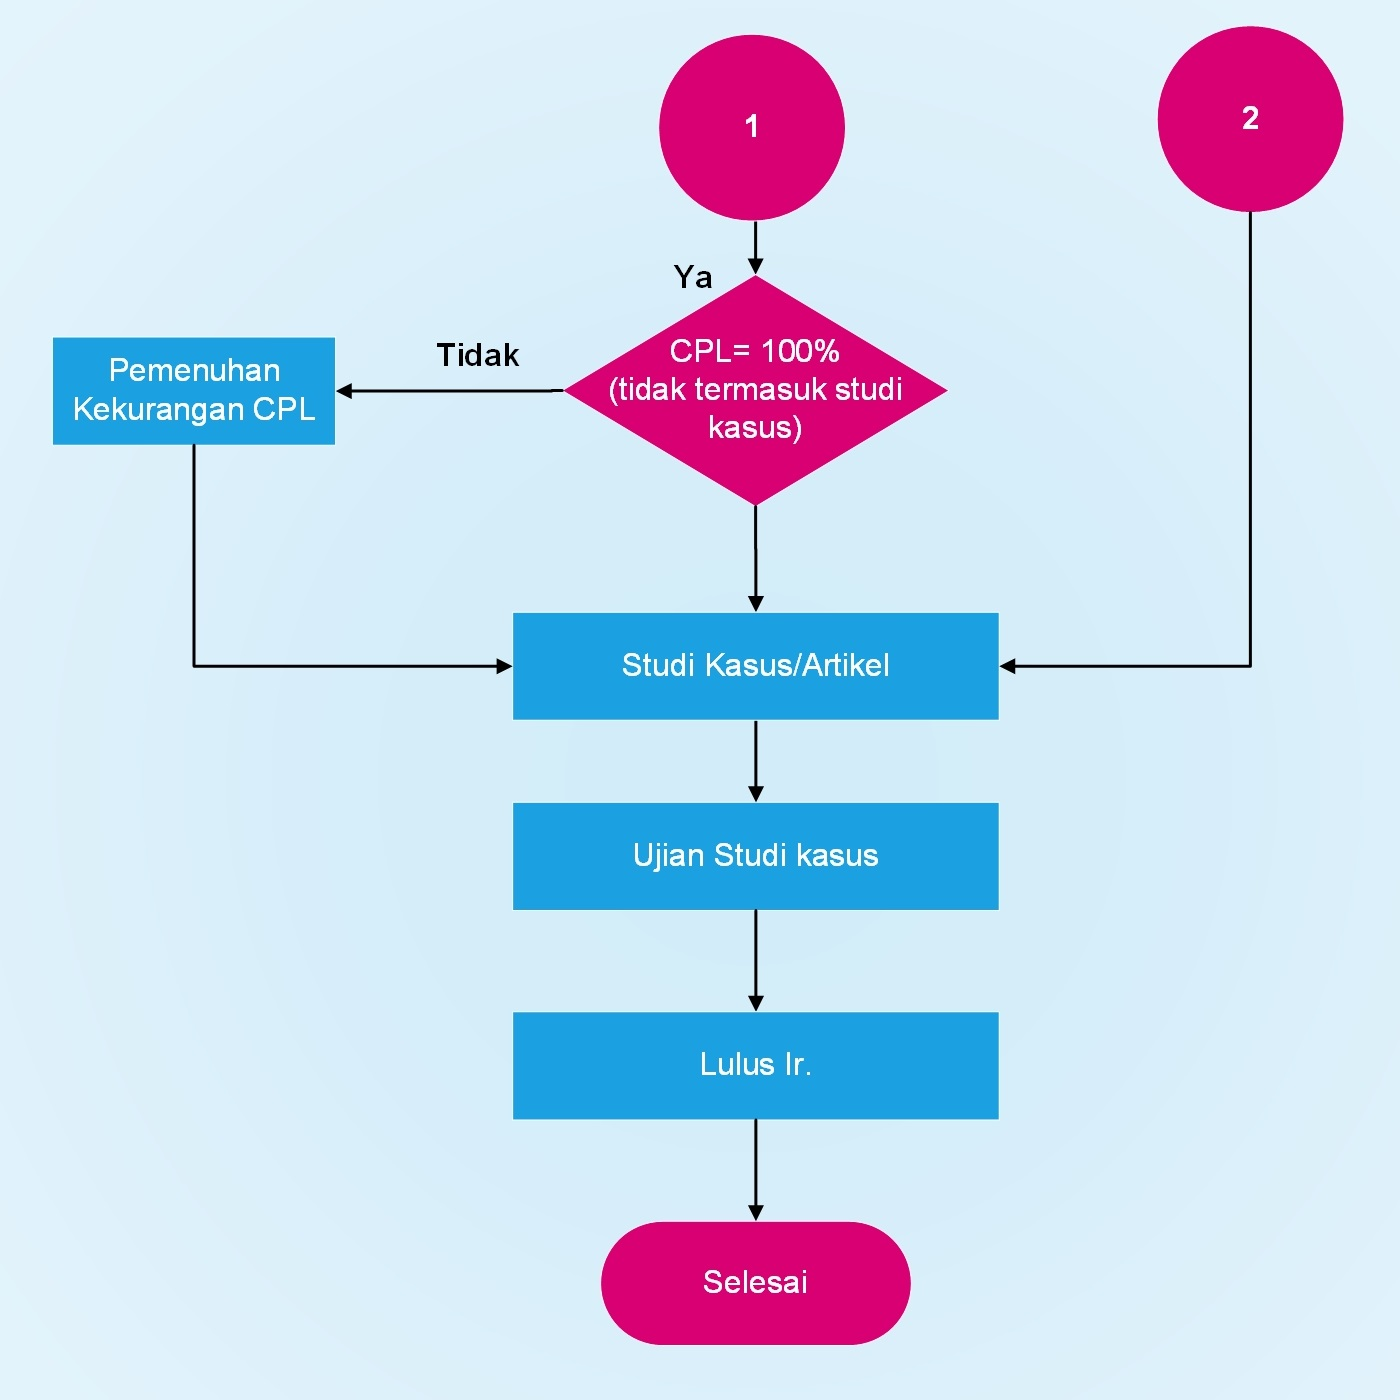 1
2
Ya
Tidak
CPL= 100%
(tidak termasuk studi
kasus)
Pemenuhan
Kekurangan CPL
Studi Kasus/Artikel
Ujian Studi kasus
Lulus Ir.
Selesai